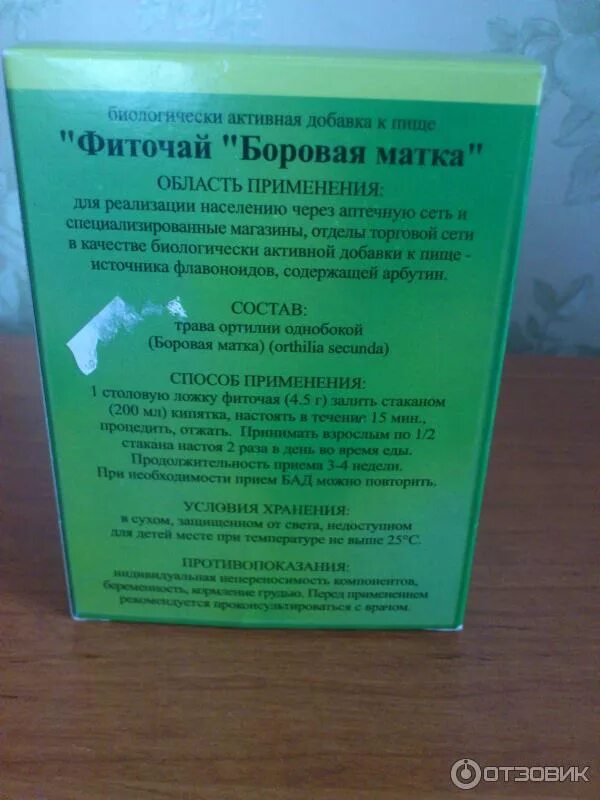 биологически активная добавка к пище
"Фиточай "Боровая матка"
ОБЛАСТЬ ПРИМЕНЕНИЯ:
для реализации населению через аптечную сеть и
специализированные магазины, отделы торговой сети
в качестве биологически активной добавки к пище -
источника флавоноидов, содержащей арбутин.
СОСТАВ:
трава ортилии однобокой
(Боровая матка) (orthilia secunda)
СПОСОБ ПРИМЕНЕНИЯ:
1 столовую ложку фиточая (4.5 г) залить стаканом
(200 мл) кипятка, настоять в течение 15 мин.,
процедить, отжать. Принимать взрослым по 1/2
стакана настоя 2 раза в день во время еды.
Продолжительность приема 3-4 недели.
При необходимости прием БАД можно повторить.
УСЛОВИЯ ХРАНЕНИЯ:
в сухом, защищенном от света, недоступном
для детей месте при температуре не выше 25°С.
ПРОТИВОПОКАЗАНИЯ:
индивидуальная непереносимость компонентов,
беременность, кормление грудью. Перед применением
рекомендуется проконсультироваться с врачом.
ОТЗОВИК